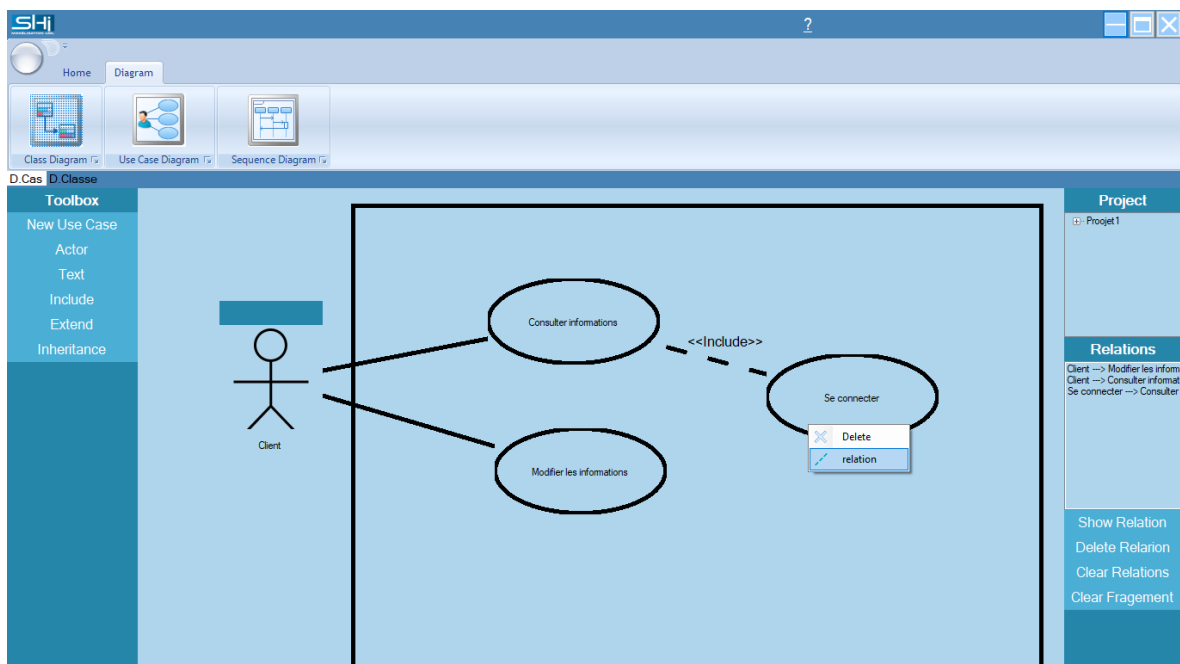 SHi
?
Home
Diagram
Class Diagram
Use Case Diagram
Sequence Diagram
D.Cas
D.Classe
Toolbox
New Use Case
Actor
Text
Include
Extend
Inheritance
Client
Consulter informations
<<Include>>
Se connecter
Delete
relation
Modifier les informations
Project
Proojet1
Relations
Client ---> Modifier les inform
Client ---> Consulter informat
Se connecter ---> Consulter
Show Relation
Delete Relarion
Clear Relations
Clear Fragement